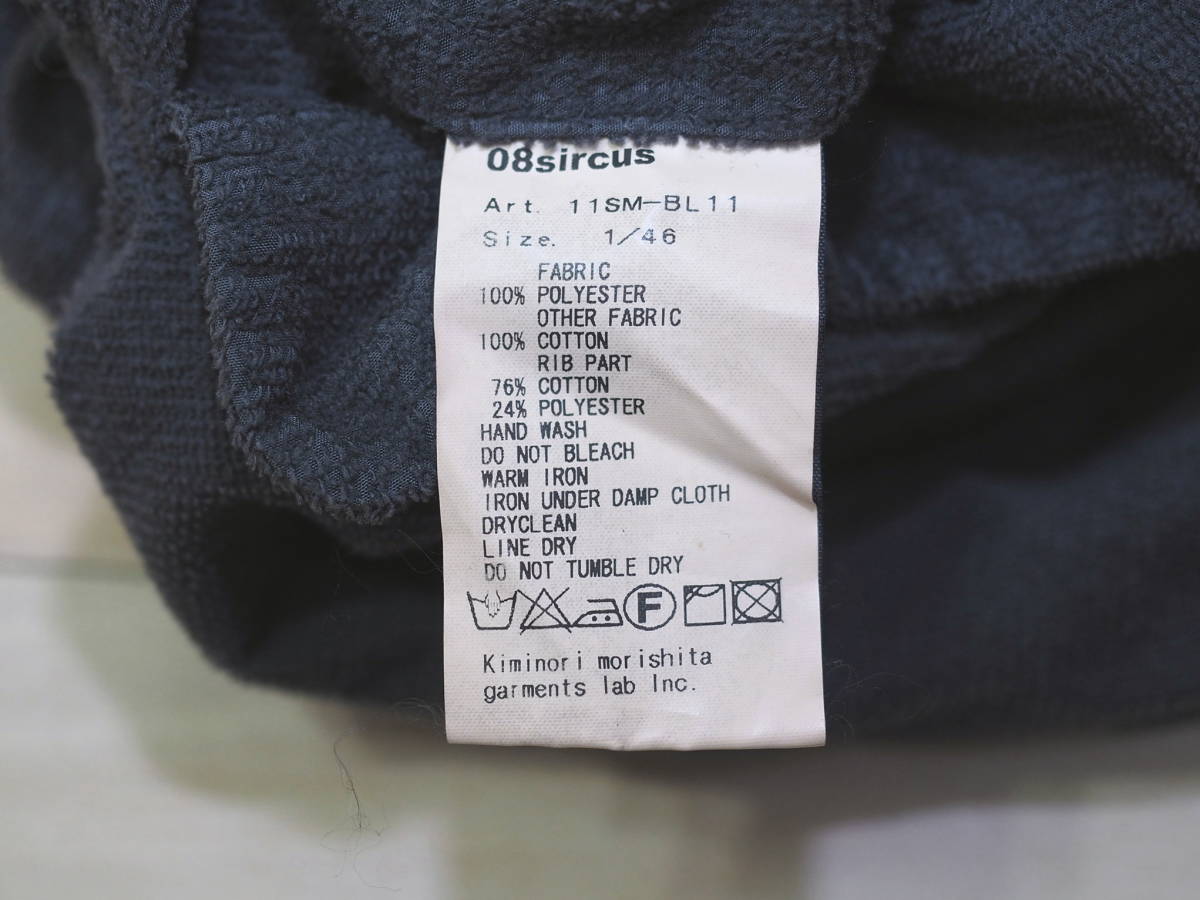 08sircus
Art. 11SM-BL11
Size. 1/46
FABRIC
100% POLYESTER
OTHER FABRIC
100% COTTON
RIB PART
76% COTTON
24% POLYESTER
HAND WASH
DO NOT BLEACH
WARM IRON
IRON UNDER DAMP CLOTH
DRYCLEAN
LINE DRY
DO NOT TUMBLE DRY
F
Kiminori morishita
garments lab Inc.